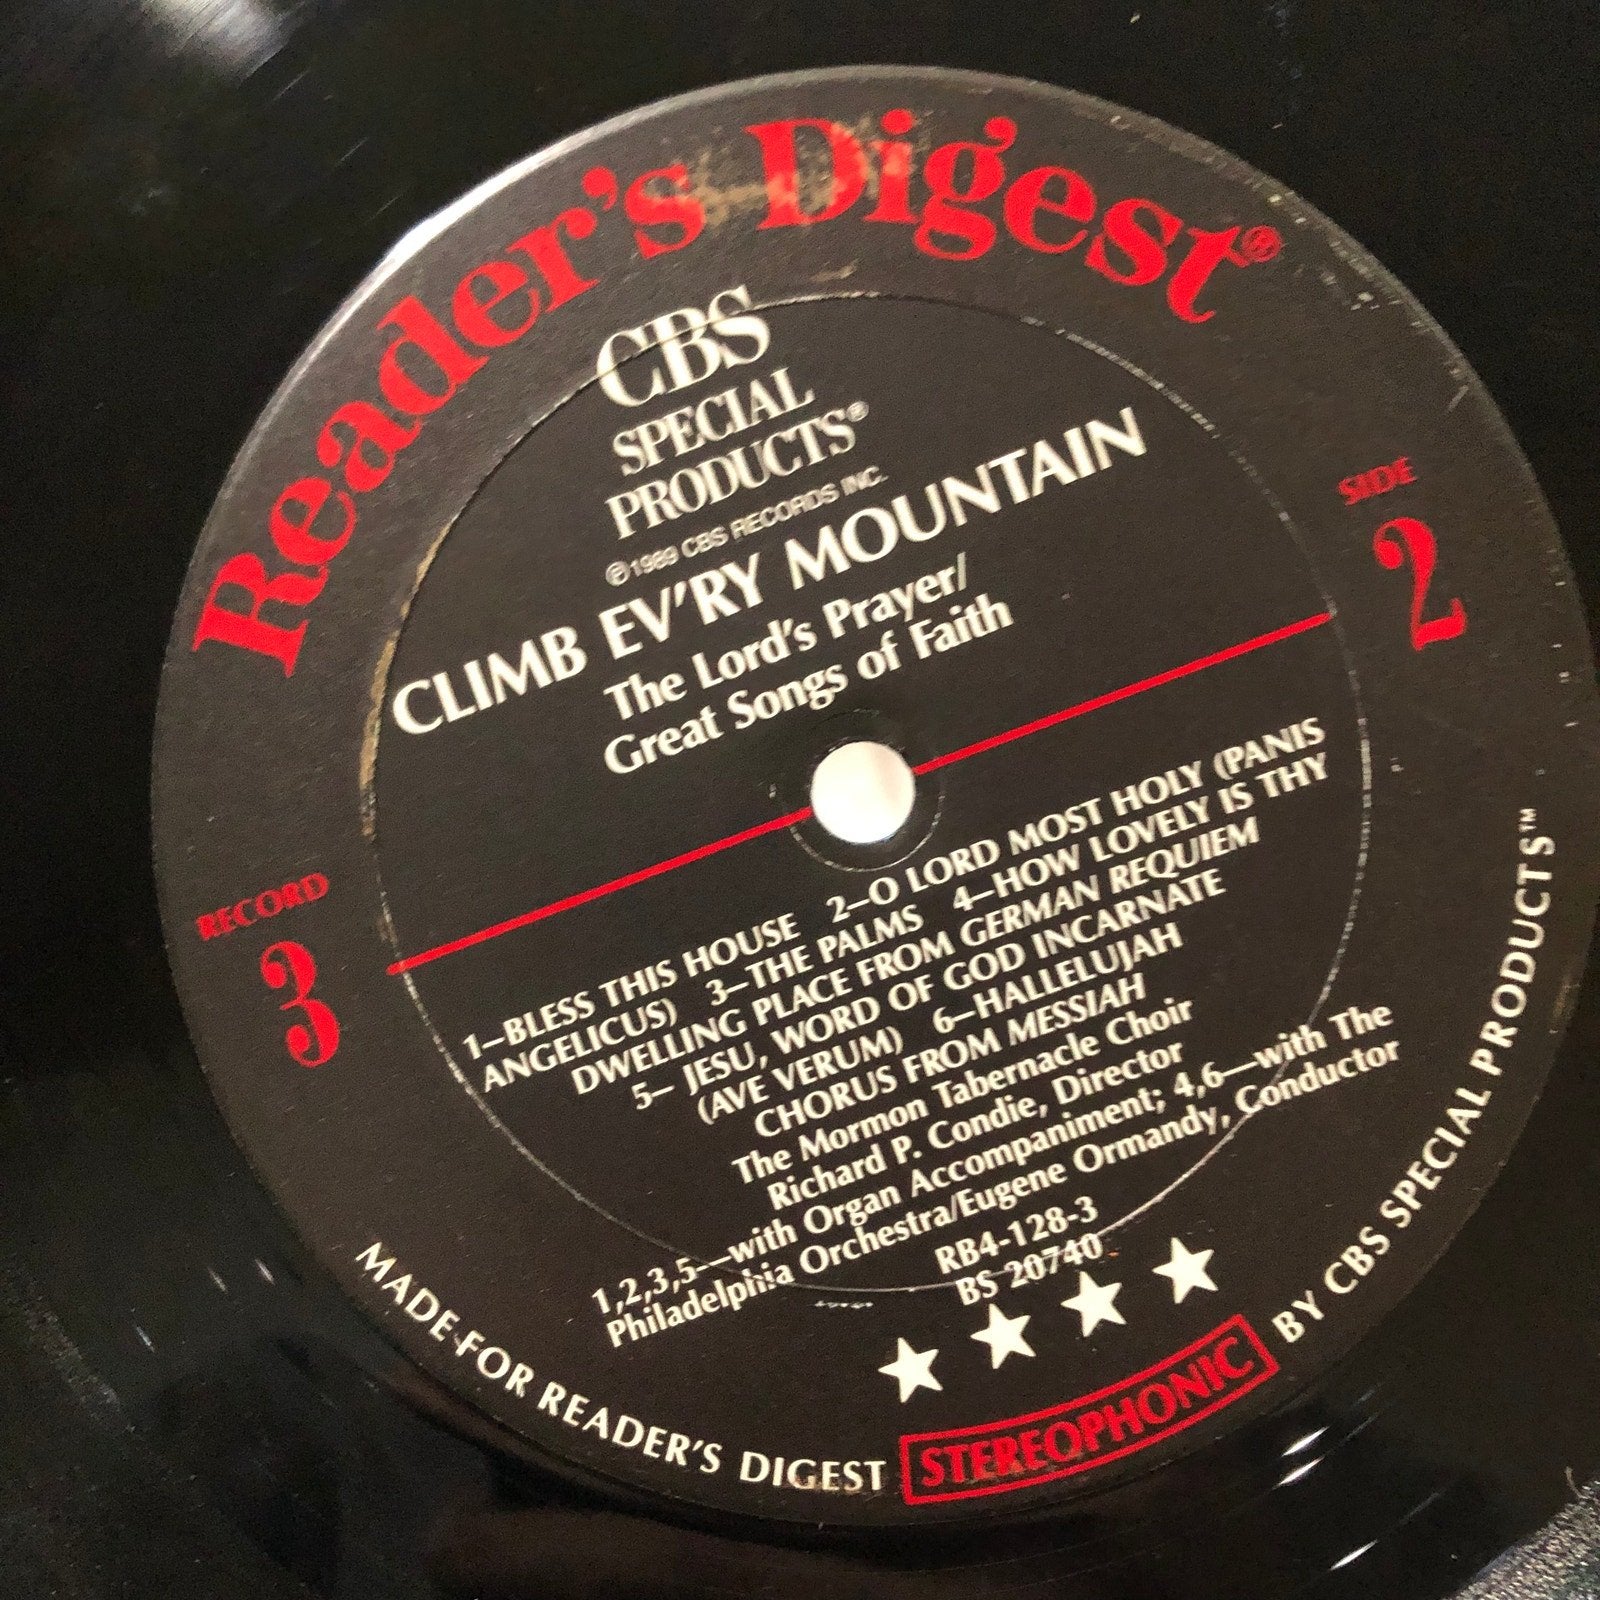 Reader's Digest®
CBS
SPECIAL
PRODUCTS®
℗ 1989 CBS RECORDS INC.
CLIMB EV'RY MOUNTAIN
The Lord's Prayer/
Great Songs of Faith
SIDE
2
RECORD
3
1–BLESS THIS HOUSE 2–O LORD MOST HOLY (PANIS
ANGELICUS) 3–THE PALMS 4–HOW LOVELY IS THY
DWELLING PLACE FROM GERMAN REQUIEM
5– JESU, WORD OF GOD INCARNATE
(AVE VERUM) 6–HALLELUJAH
CHORUS FROM MESSIAH
The Mormon Tabernacle Choir
Richard P. Condie, Director
1,2,3,5—with Organ Accompaniment; 4,6—with The
Philadelphia Orchestra/Eugene Ormandy, Conductor
RB4-128-3
BS 20740
MADE FOR READER'S DIGEST
STEREOPHONIC
BY CBS SPECIAL PRODUCTS™